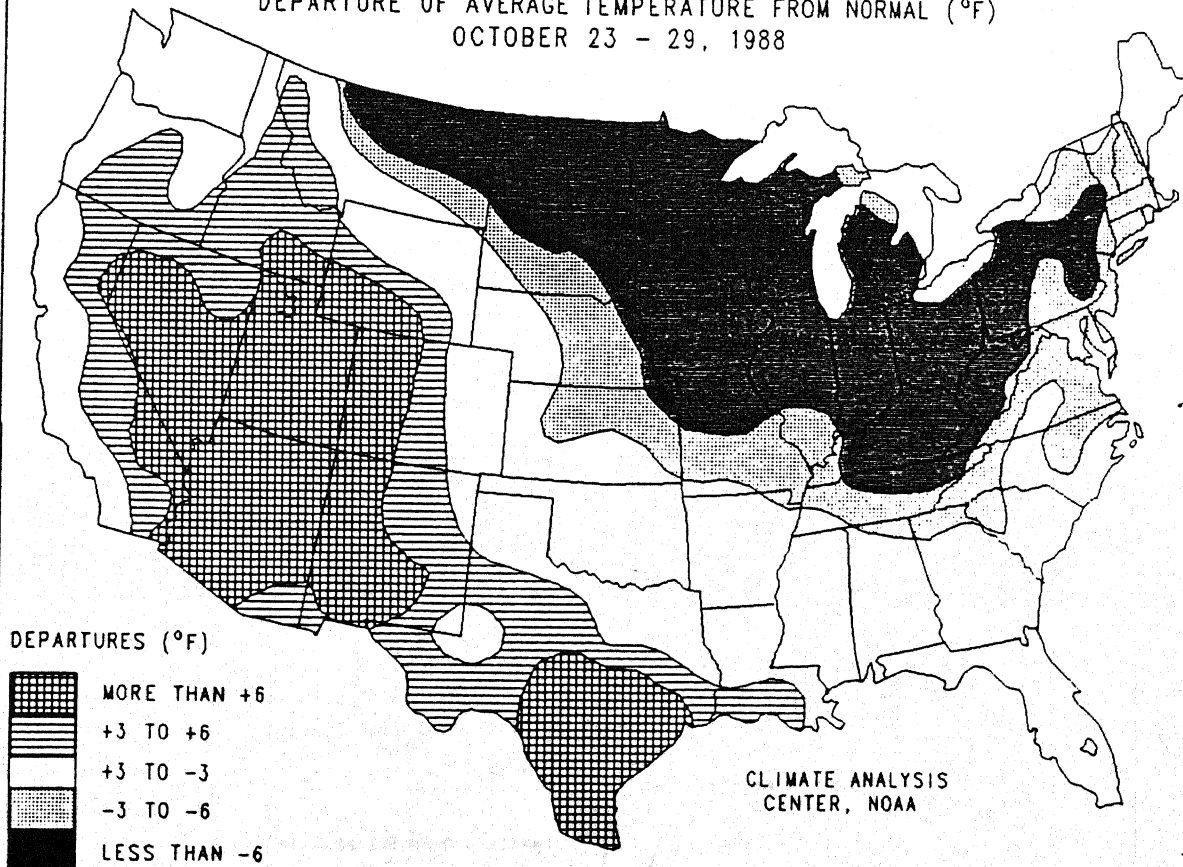 DEPARTURE OF AVERAGE TEMPERATURE FROM NORMAL (°F)
OCTOBER 23 - 29, 1988
DEPARTURES (°F)
MORE THAN +6
+3 TO +6
+3 TO -3
-3 TO -6
LESS THAN -6
CLIMATE ANALYSIS
CENTER, NOAA